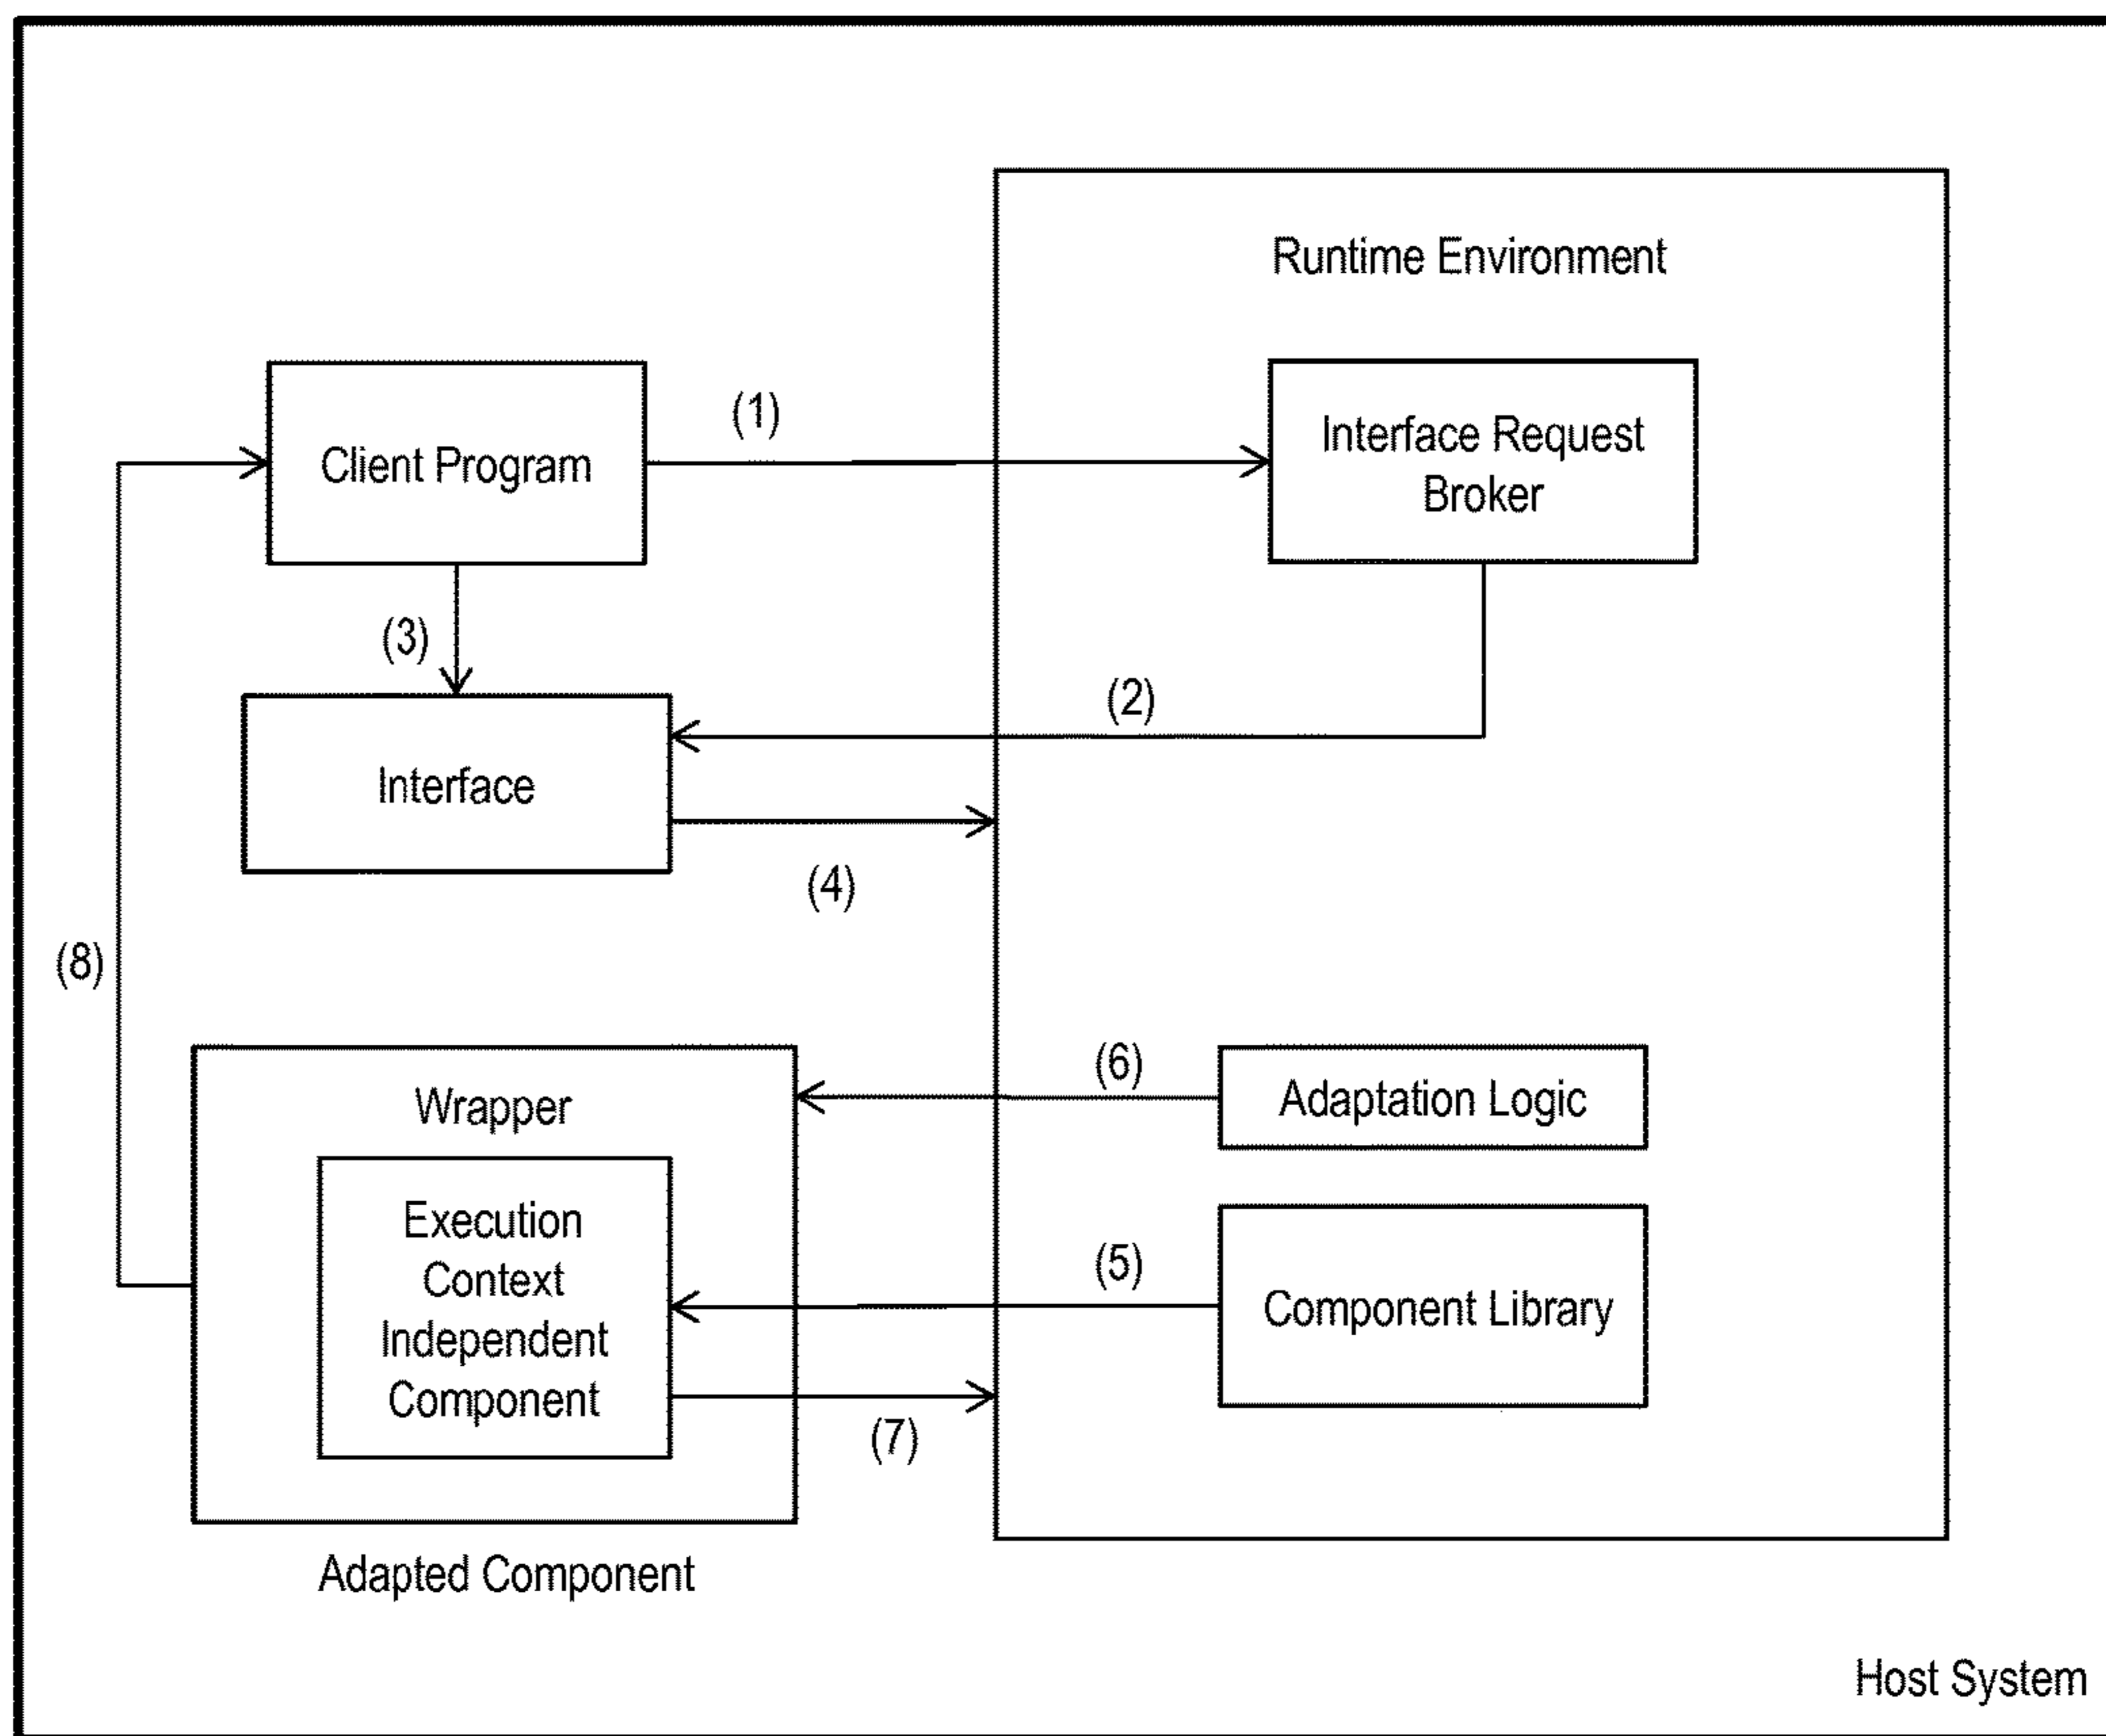 Runtime Environment
(1)
Client Program
Interface Request
Broker
(3)
(2)
Interface
(4)
(8)
(6)
Wrapper
Adaptation Logic
Execution
Context
Independent
Component
(5)
Component Library
(7)
Adapted Component
Host System